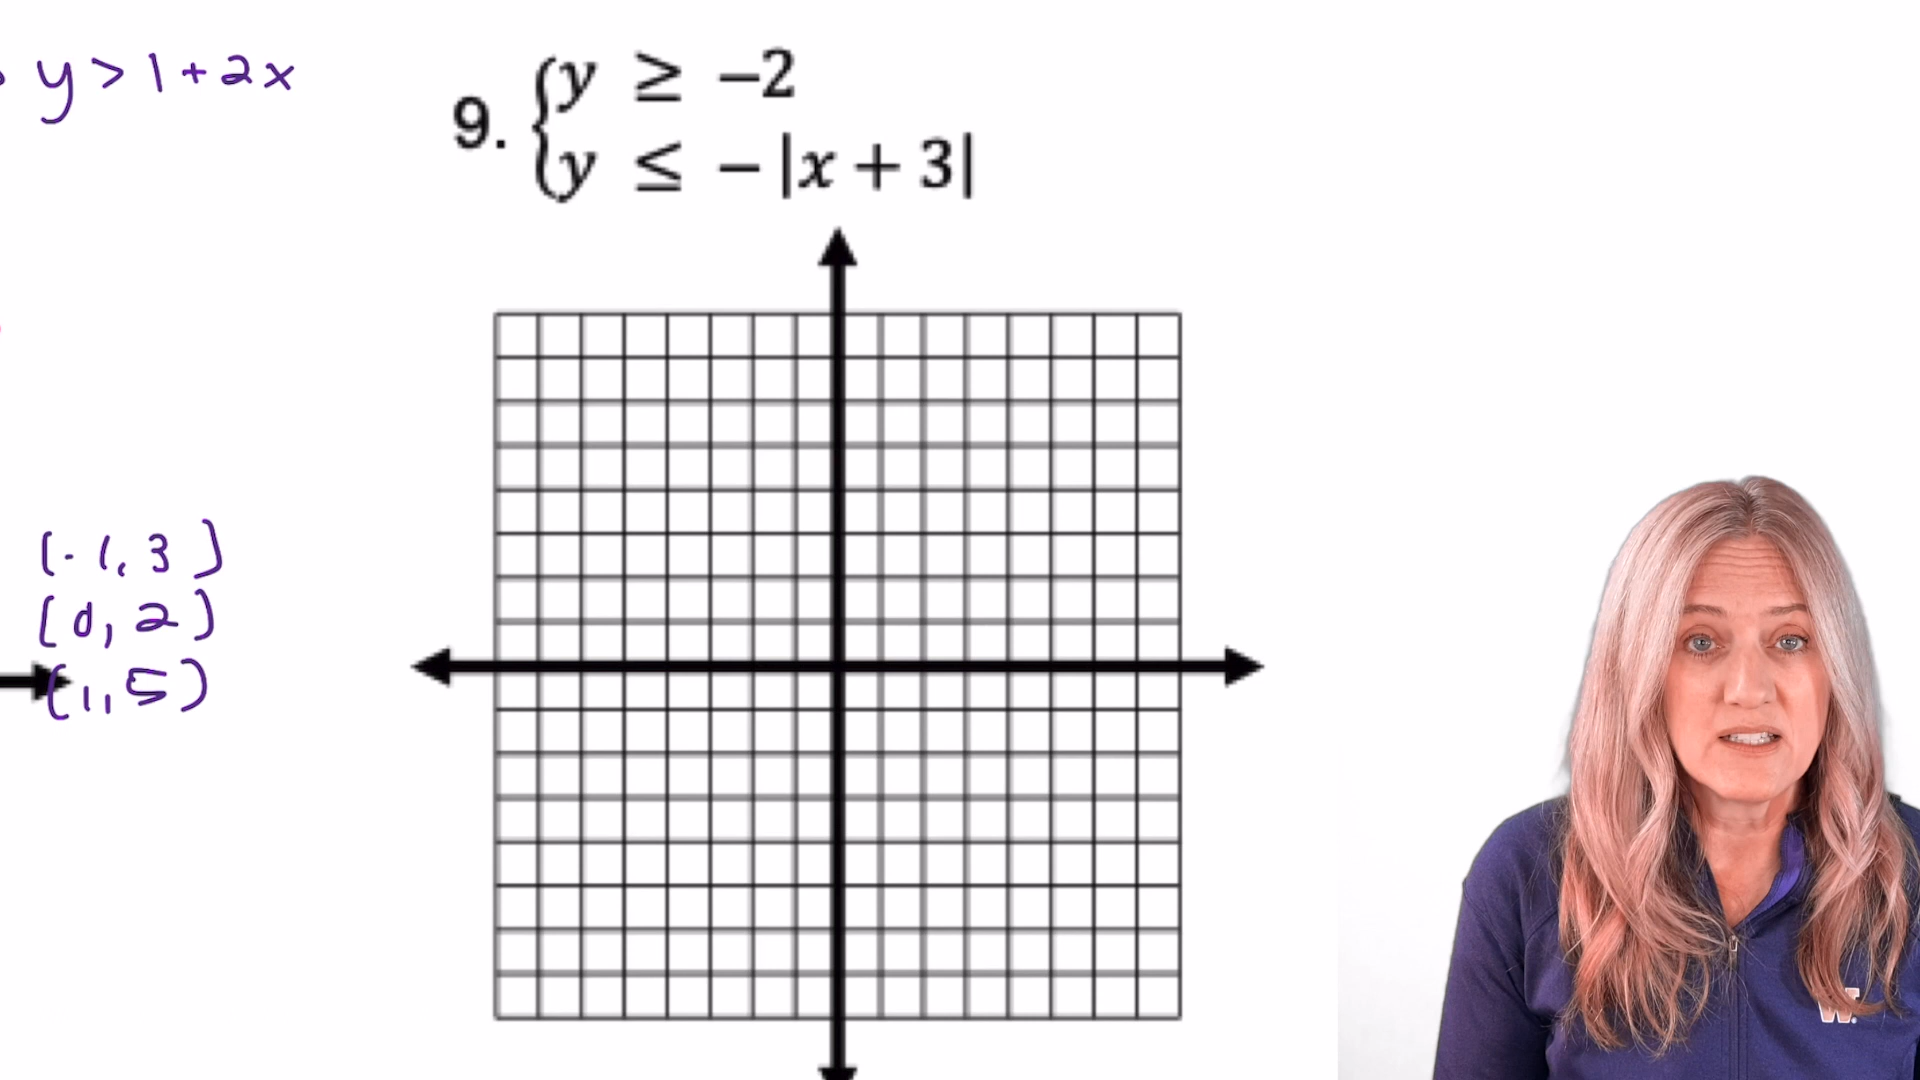 y > 1 + 2x
9. { y ≥ −2
y ≤ − |x + 3|
(-1, 3)
(0, 2)
(1, 5)
W.